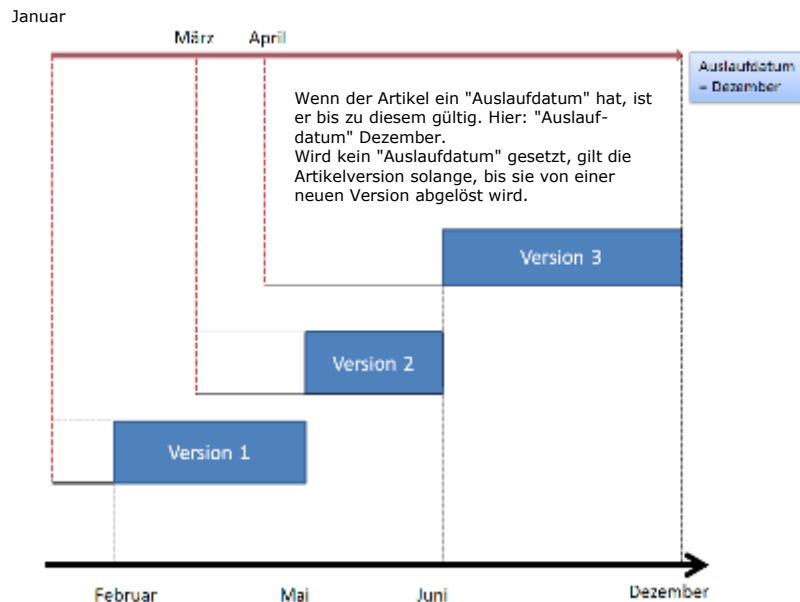 Januar
März April
Auslaufdatum
= Dezember
Wenn der Artikel ein "Auslaufdatum" hat, ist
er bis zu diesem gültig. Hier: "Auslauf-
datum" Dezember.
Wird kein "Auslaufdatum" gesetzt, gilt die
Artikelversion solange, bis sie von einer
neuen Version abgelöst wird.
Version 3
Version 2
Version 1
Februar Mai Juni Dezember